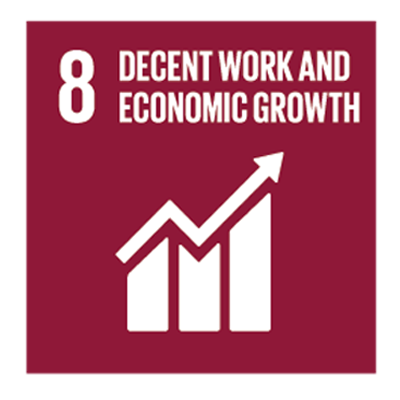 8 DECENT WORK AND
ECONOMIC GROWTH